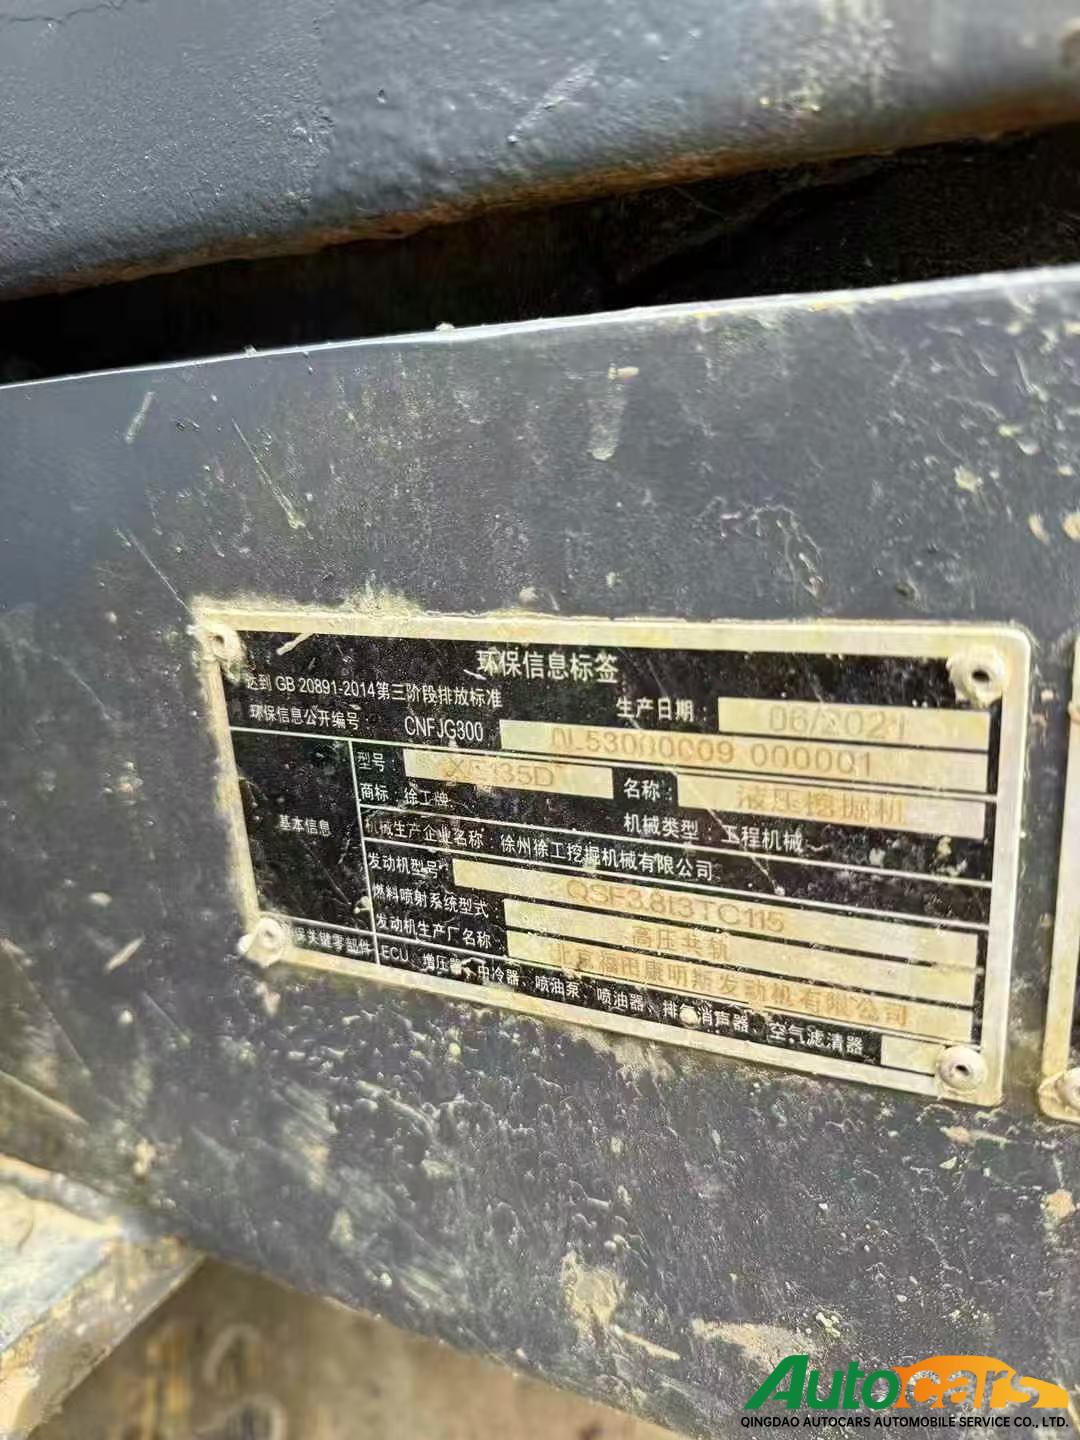 环保信息标签
达到 GB 20891-2014第三阶段排放标准
生产日期： 06/2021
环保信息公开编号 CNFJG300 000001
型号 名称： 液压挖掘机
商标：徐工牌 机械类型：工程机械
基本信息
机械生产企业名称：徐州徐工挖掘机械有限公司
发动机型号： QSF3.8t3TC115
燃料喷射系统型式： 高压共轨
发动机生产厂名称： 北京福田康明斯发动机有限公司
关键零部件 ECU、增压器、中冷器、喷油泵、喷油器、排气消声器、空气滤清器
Autocars
QINGDAO AUTOCARS AUTOMOBILE SERVICE CO., LTD.